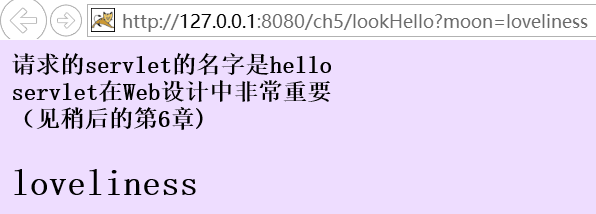 http://127.0.0.1:8080/ch5/lookHello?moon=loveliness
请求的servlet的名字是hello
servlet在Web设计中非常重要
（见稍后的第6章）
loveliness